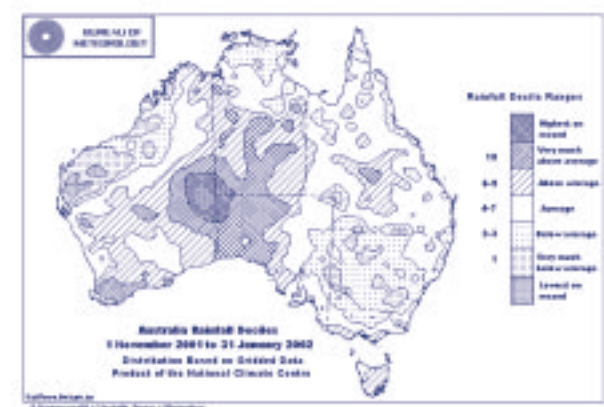 BUREAU OF
METEOROLOGY
Rainfall Decile Ranges
Highest on
record
10
Very much
above average
8-9
Above average
4-7
Average
2-3
Below average
1
Very much
below average
Lowest on
record
Australia Rainfall Deciles
1 November 2001 to 31 January 2002
Distribution Based on Gridded Data
Product of the National Climate Centre